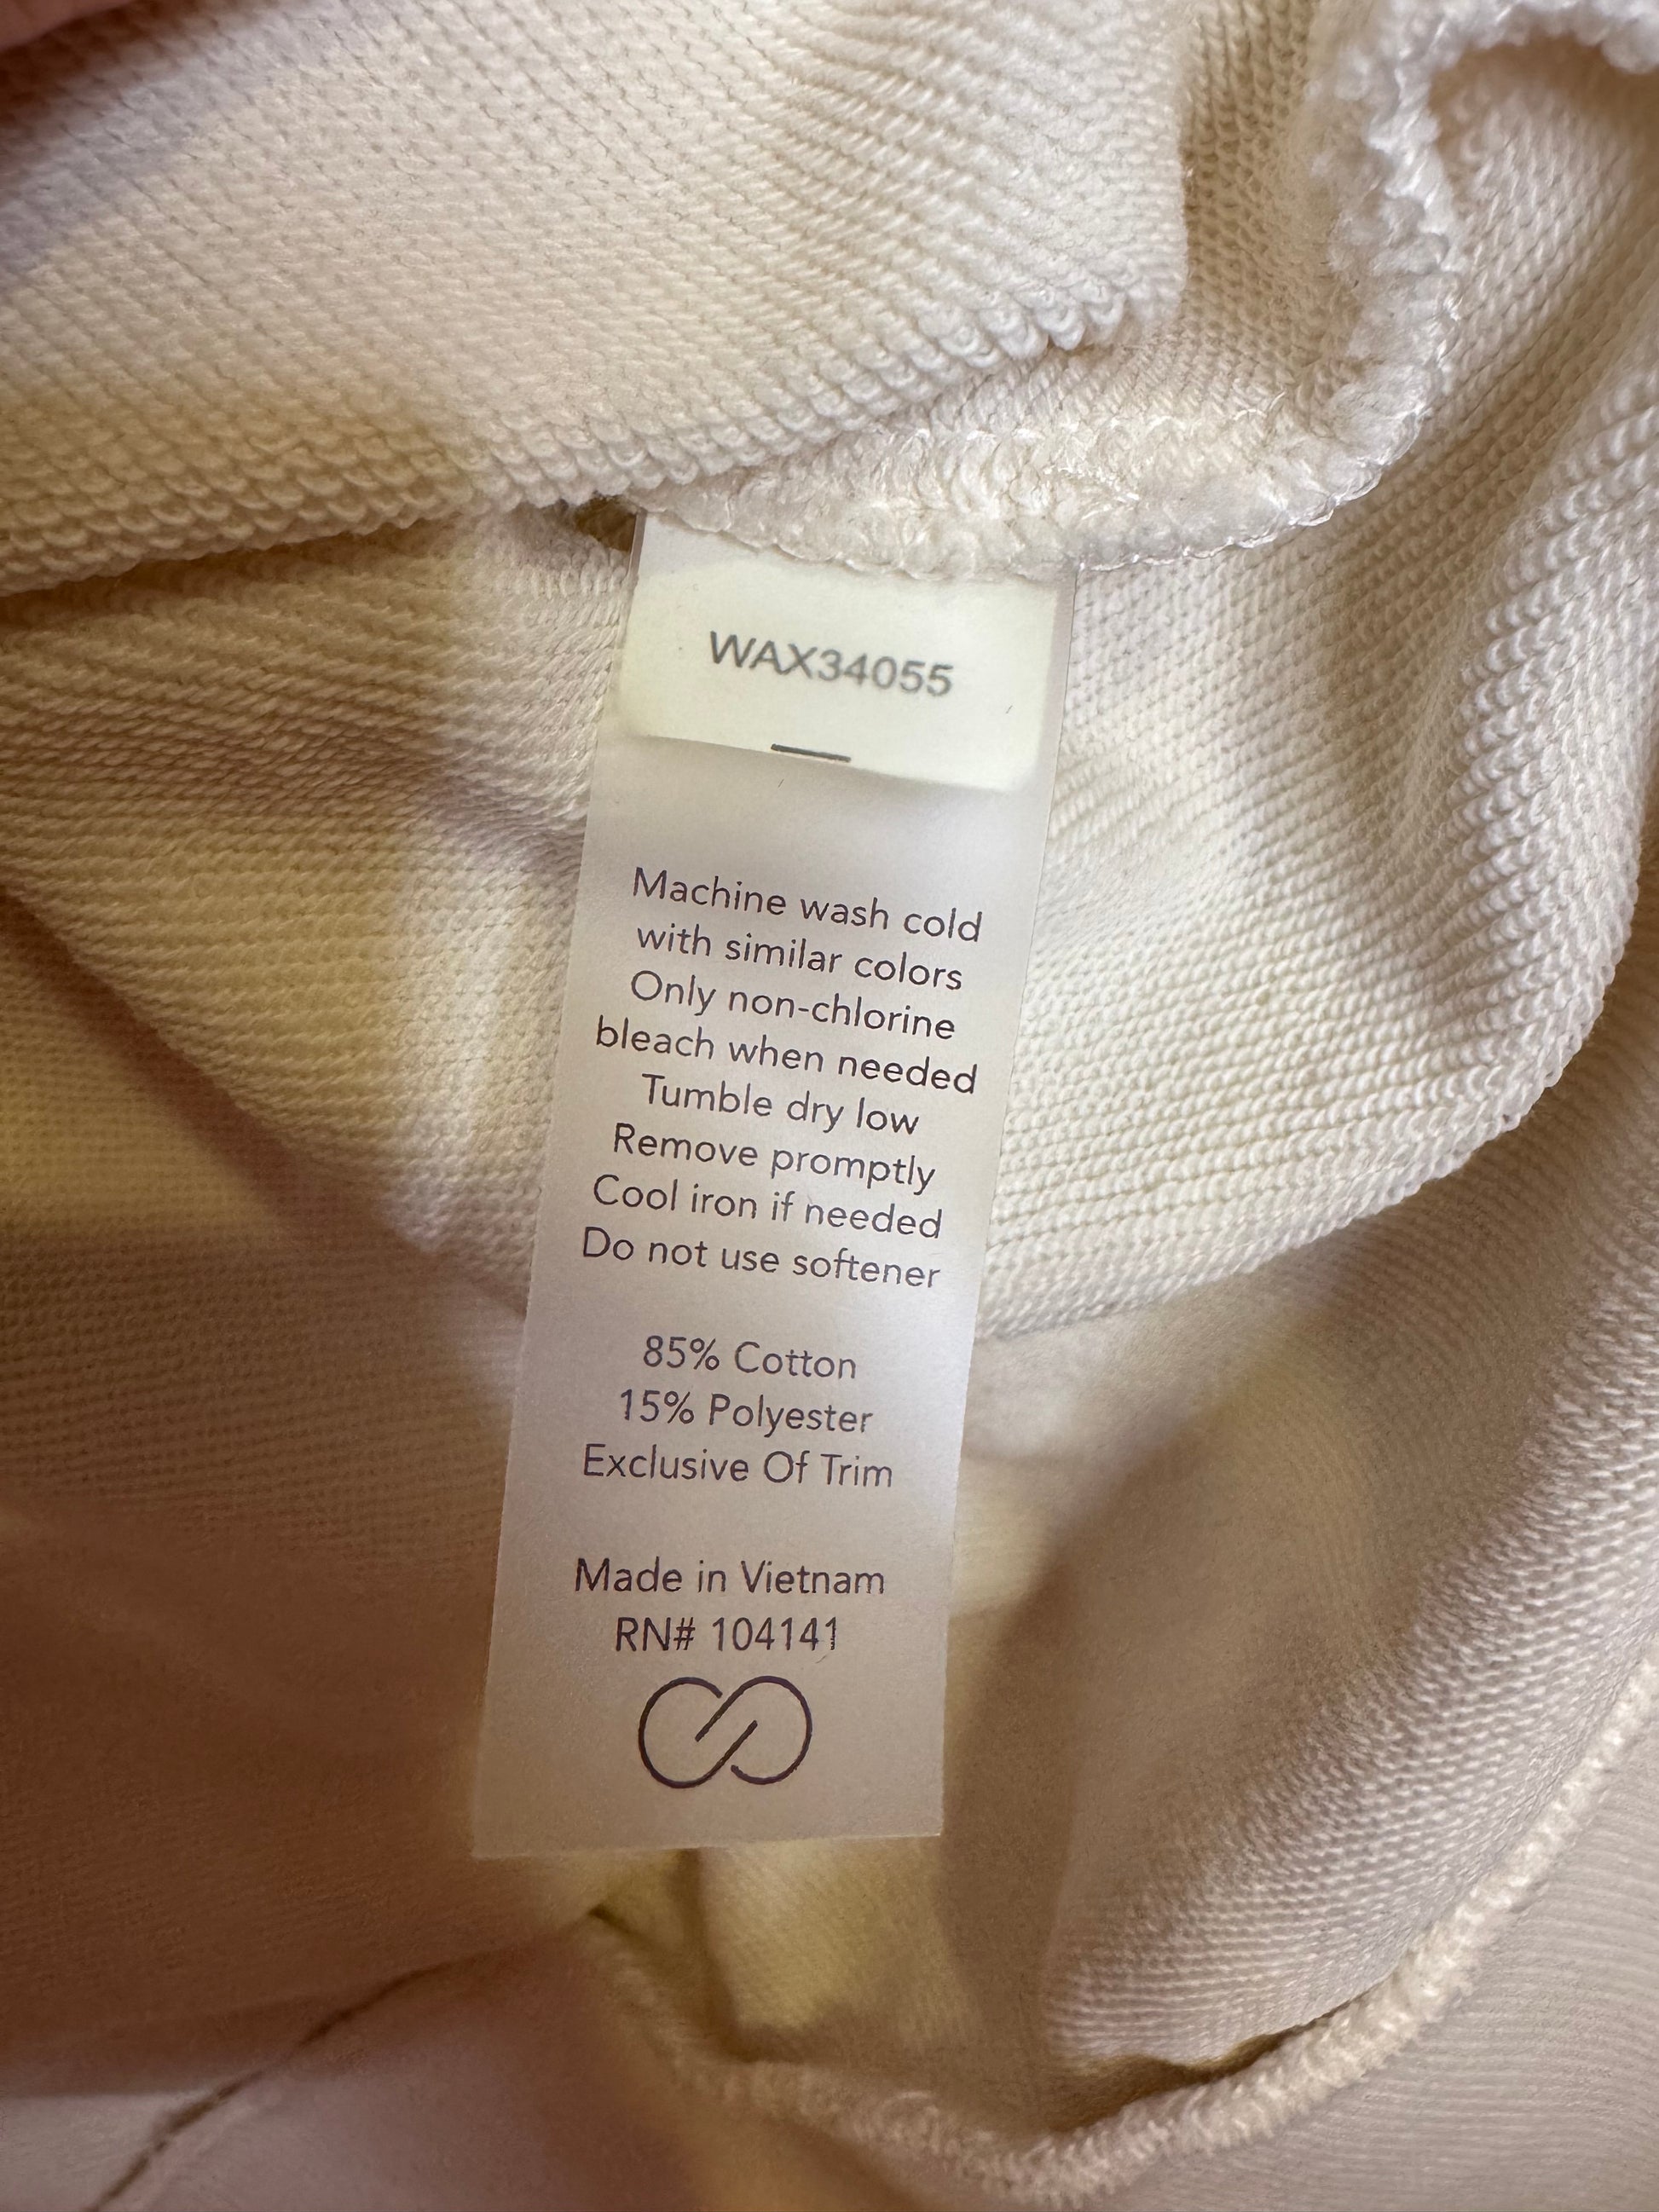 WAX34055
Machine wash cold
with similar colors
Only non-chlorine
bleach when needed
Tumble dry low
Remove promptly
Cool iron if needed
Do not use softener
85% Cotton
15% Polyester
Exclusive Of Trim
Made in Vietnam
RN# 104141